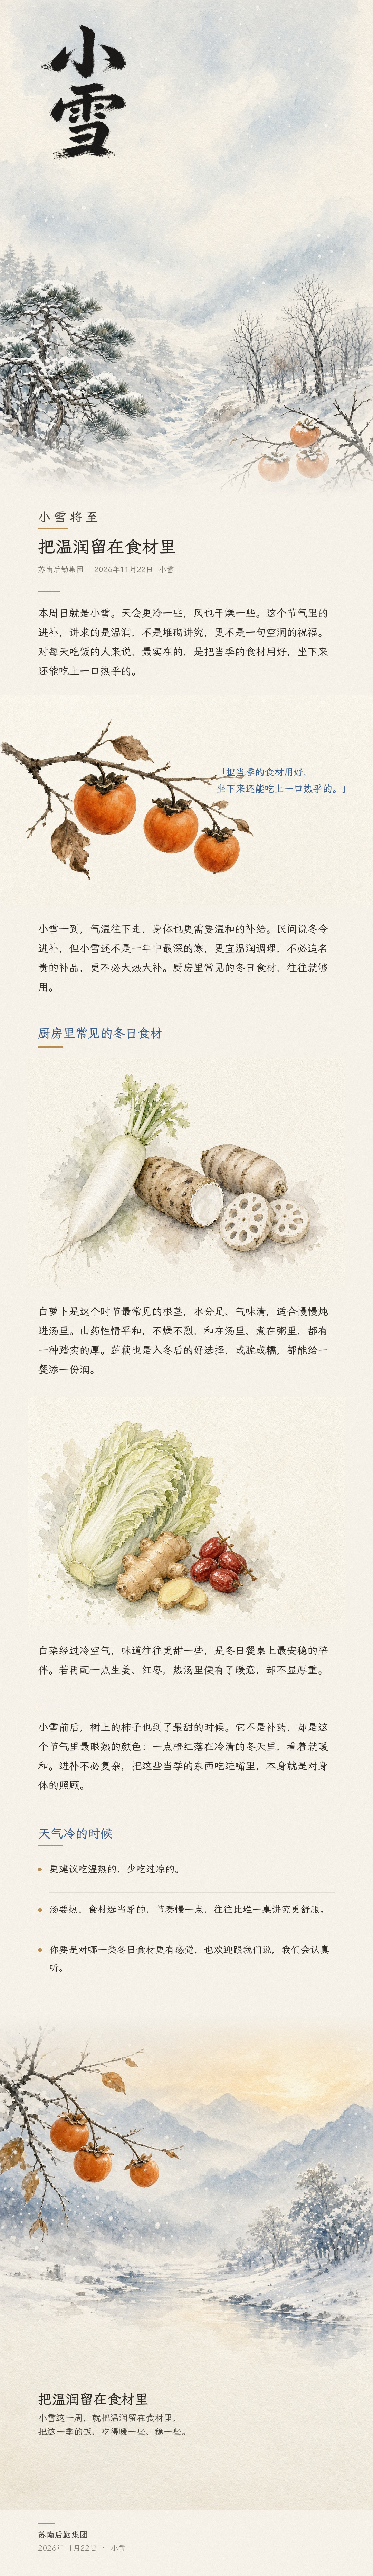 小雪
小雪将至
把温润留在食材里
苏南后勤集团 2026年11月22日 小雪
本周日就是小雪。天会更冷一些，风也干燥一些。这个节气里的
进补，讲求的是温润，不是堆砌讲究，更不是一句空洞的祝福。
对每天吃饭的人来说，最实在的，是把当季的食材用好，坐下来
还能吃上一口热乎的。
「把当季的食材用好，
坐下来还能吃上一口热乎的。」
小雪一到，气温往下走，身体也更需要温和的补给。民间说冬令
进补，但小雪还不是一年中最深的寒，更宜温润调理，不必追名
贵的补品，更不必大热大补。厨房里常见的冬日食材，往往就够
用。
厨房里常见的冬日食材
白萝卜是这个时节最常见的根茎，水分足、气味清，适合慢慢炖
进汤里。山药性情平和，不燥不烈，和在汤里、煮在粥里，都有
一种踏实的厚。莲藕也是入冬后的好选择，或脆或糯，都能给一
餐添一份润。
白菜经过冷空气，味道往往更甜一些，是冬日餐桌上最安稳的陪
伴。若再配一点生姜、红枣，热汤里便有了暖意，却不显厚重。
小雪前后，树上的柿子也到了最甜的时候。它不是补药，却是这
个节气里最眼熟的颜色：一点橙红落在冷清的冬天里，看着就暖
和。进补不必复杂，把这些当季的东西吃进嘴里，本身就是对身
体的照顾。
天气冷的时候
更建议吃温热的，少吃过凉的。
汤要热、食材选当季的，节奏慢一点，往往比堆一桌讲究更舒服。
你要是对哪一类冬日食材更有感觉，也欢迎跟我们说，我们会认真
听。
把温润留在食材里
小雪这一周，就把温润留在食材里，
把这一季的饭，吃得暖一些、稳一些。
苏南后勤集团
2026年11月22日 · 小雪